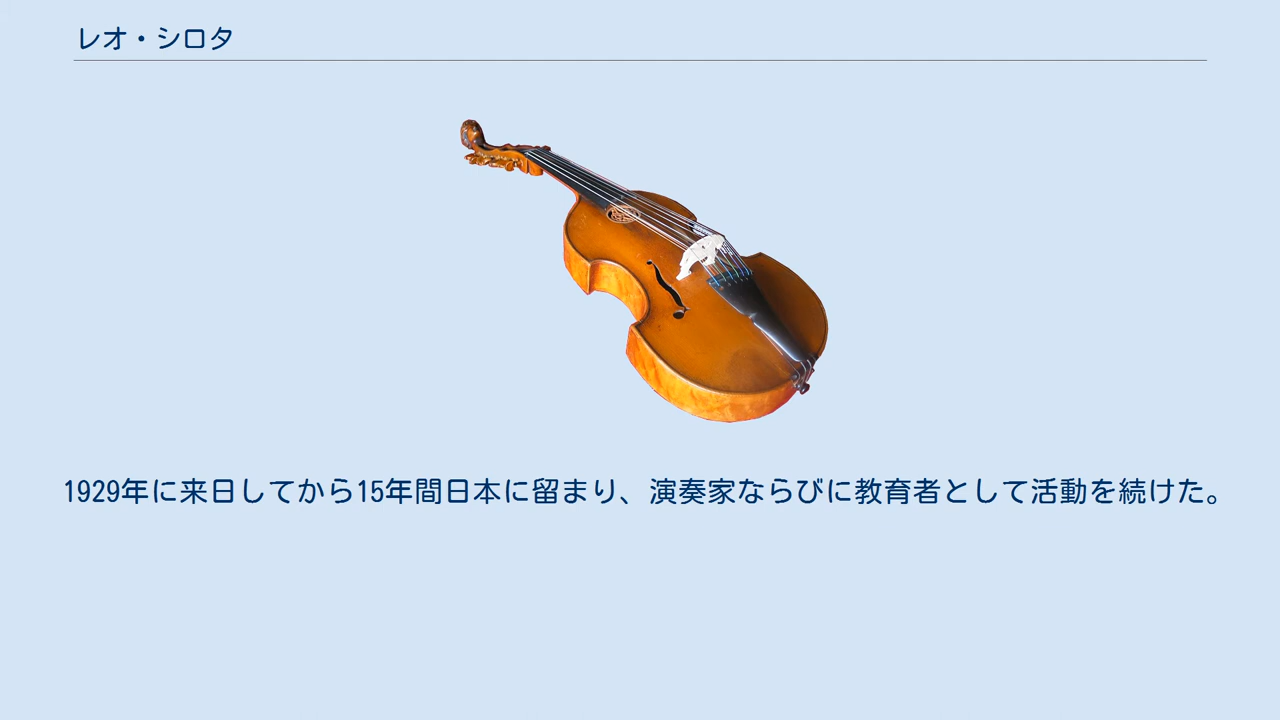 レオ・シロタ
1929年に来日してから15年間日本に留まり、演奏家ならびに教育者として活動を続けた。